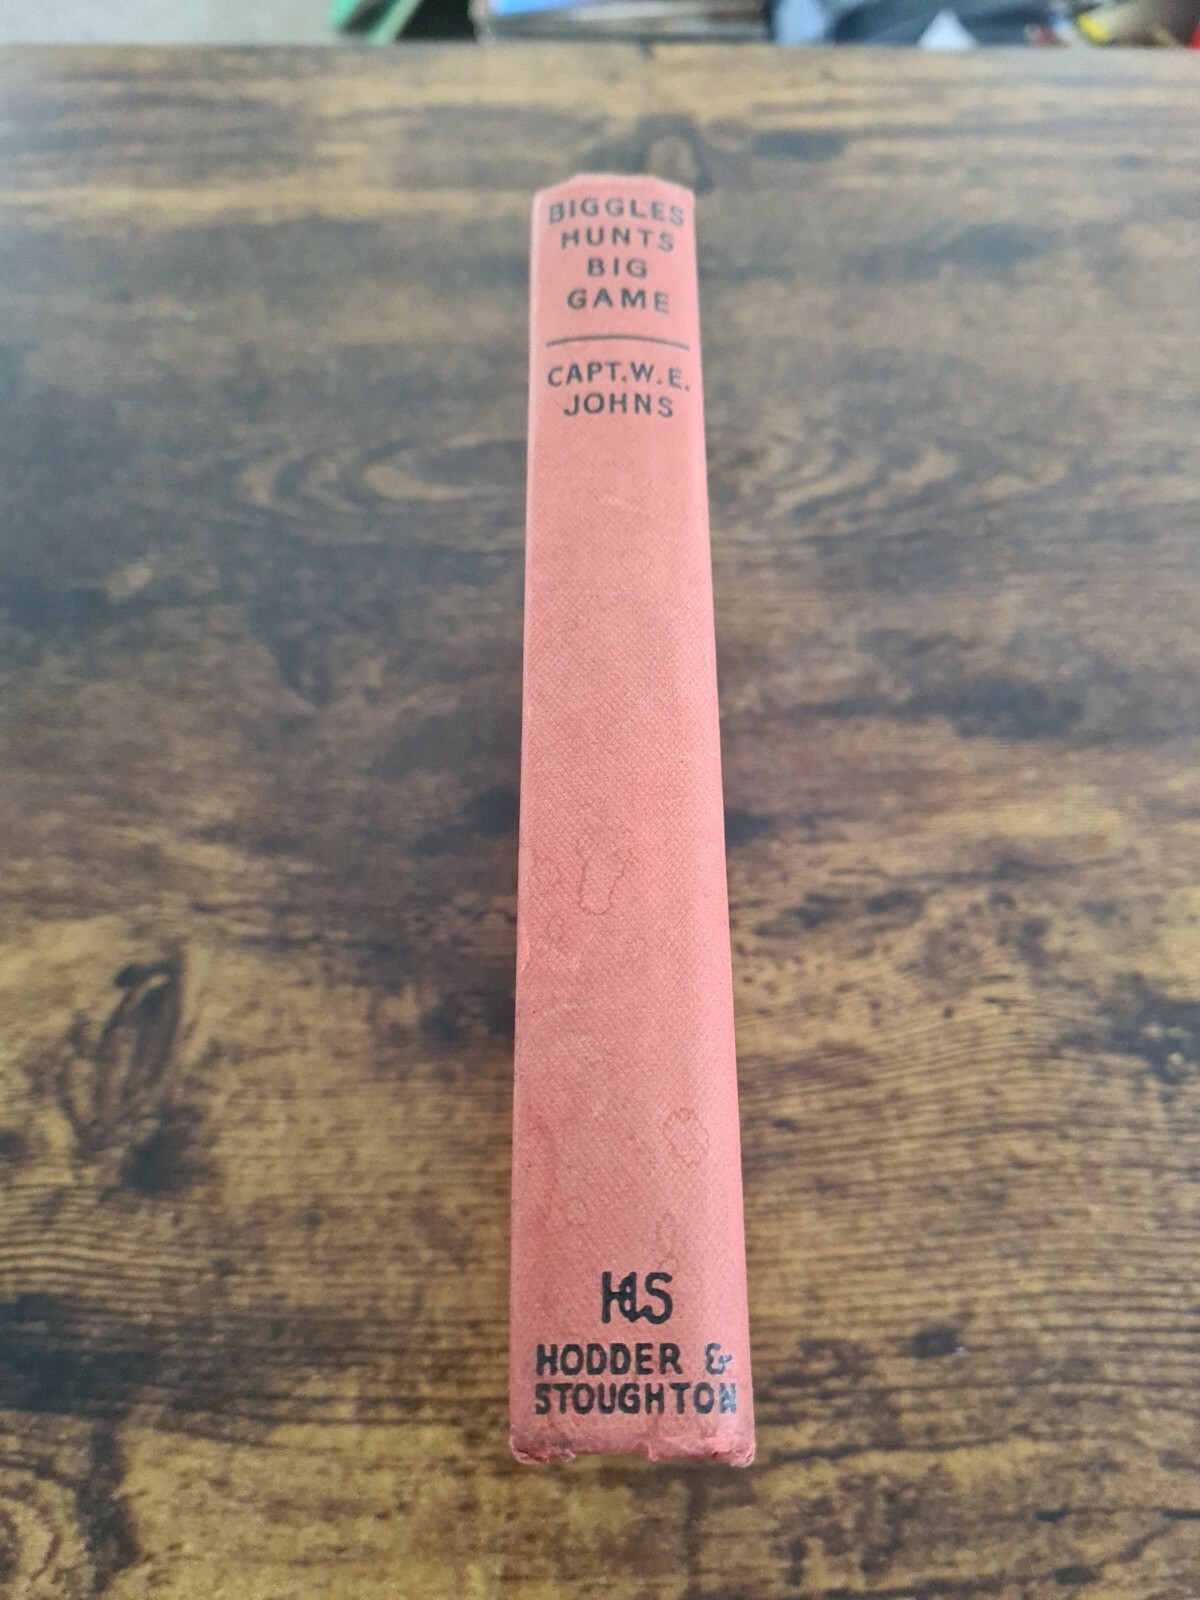 BIGGLES
HUNTS
BIG
GAME
CAPT.W.E.
JOHNS
H&S
HODDER &
STOUGHTON